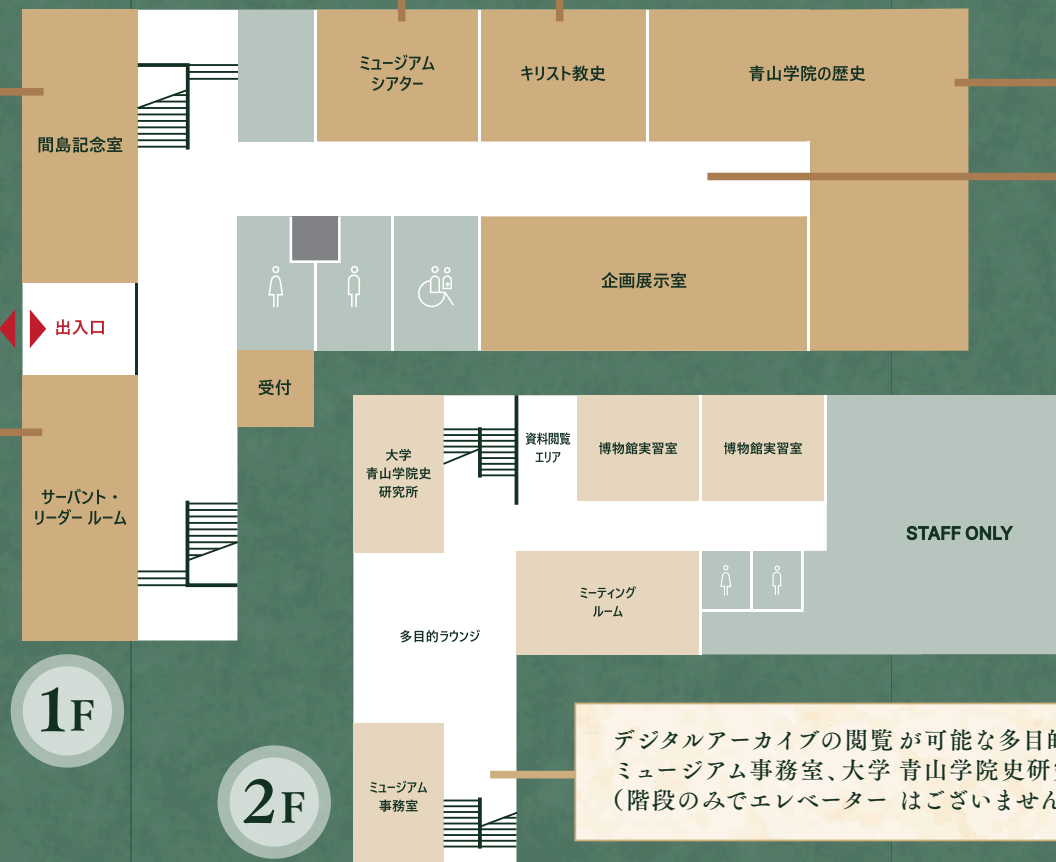 ミュージアム
シアター
キリスト教史
青山学院の歴史
間島記念室
企画展示室
出入口
受付
サーバント・
リーダー ルーム
1F
大学
青山学院史
研究所
資料閲覧
エリア
博物館実習室
博物館実習室
STAFF ONLY
ミーティング
ルーム
多目的ラウンジ
ミュージアム
事務室
2F
デジタルアーカイブの閲覧 が可能な多目的
ミュージアム事務室、大学 青山学院史研究
（階段のみでエレベーター はございません